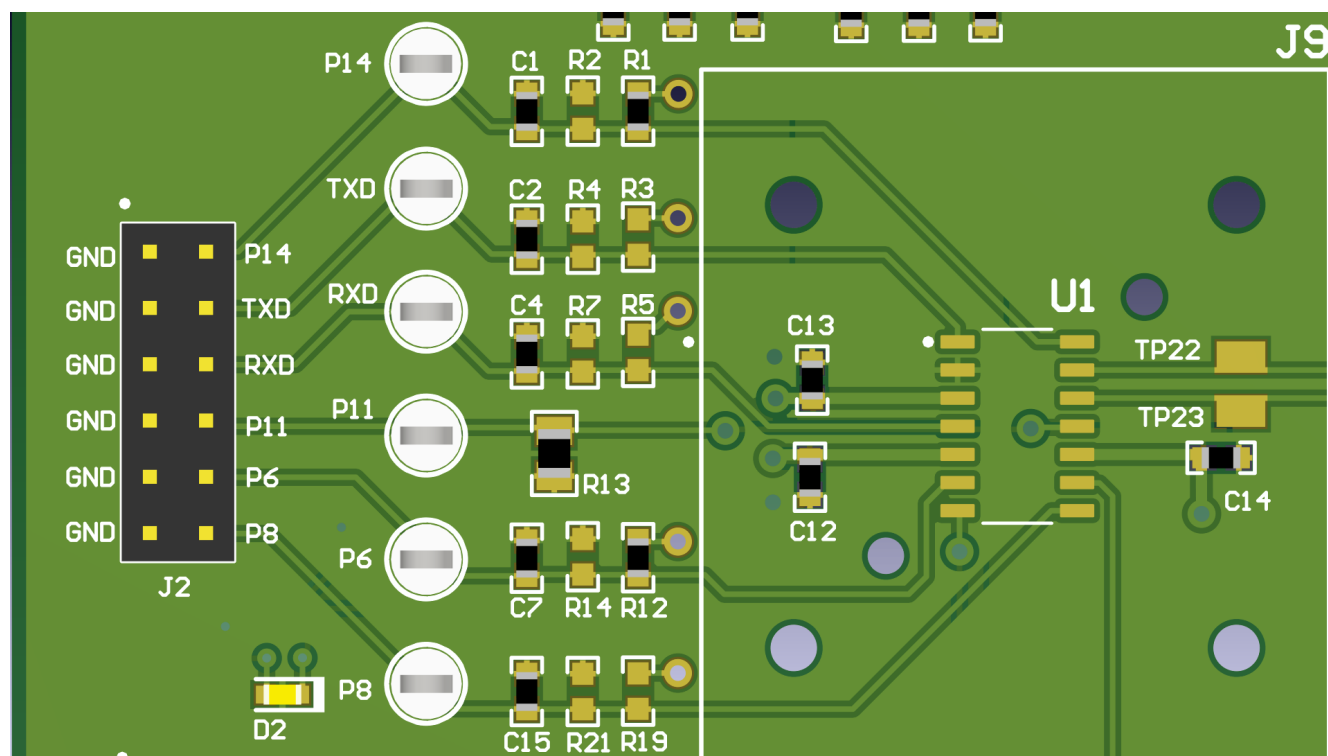 J9
P14 C1 R2 R1
TXD C2 R4 R3
GND P14
RXD C4 R7 R5 U1
GND TXD
C13
GND RXD TP22
P11 TP23
GND P11
GND P6 R13 C14
GND P8 C12
P6
J2 C7 R14 R12
P8
D2
C15 R21 R19